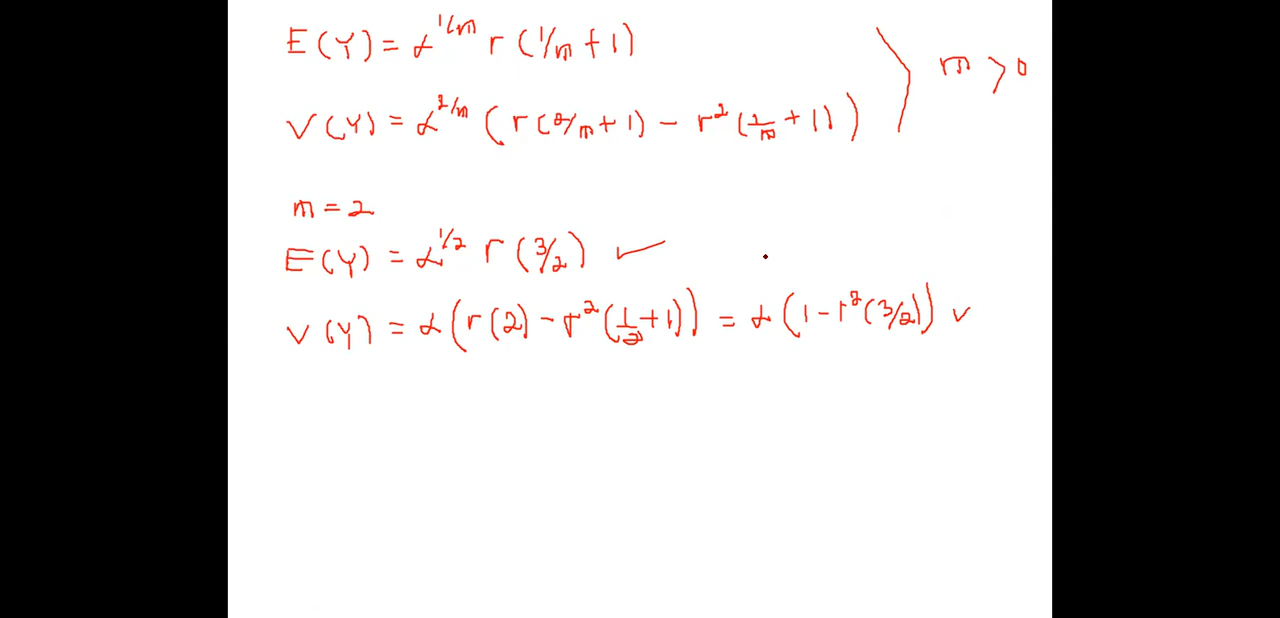 E(Y) = α^{1/m} Γ(1/m + 1)
V(Y) = α^{2/m} (Γ(2/m + 1) − Γ²(1/m + 1)) } m > 0
m = 2
E(Y) = α^{1/2} Γ(3/2) ✓
V(Y) = α(Γ(2) − Γ²(1/2 + 1)) = α(1 − Γ²(3/2)) ✓